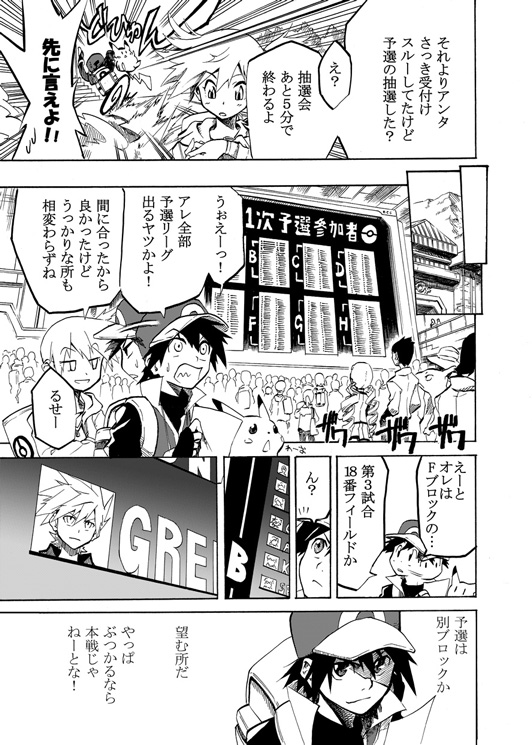 それよりアンタ
さっき受付け
スルーしてたけど
予選の抽選した?
え?
抽選会
あと5分で
終わるよ
どひゅん
先に言えよ!!
1次予選参加者
B
C
D
F
G
H
うぉえーっ!
アレ全部
予選リーグ
出るヤツかよ!
間に合ったから
良かったけど
うっかりな所も
相変わらずね
るせー
わ〜お
ザワ
ザワ
ザワ
えーと
オレは
Fブロックの…
第3試合
18番フィールドか
ん?
B
GREE
予選は
別ブロックか
望む所だ
やっぱ
ぶつかるなら
本戦じゃ
ねーとな!